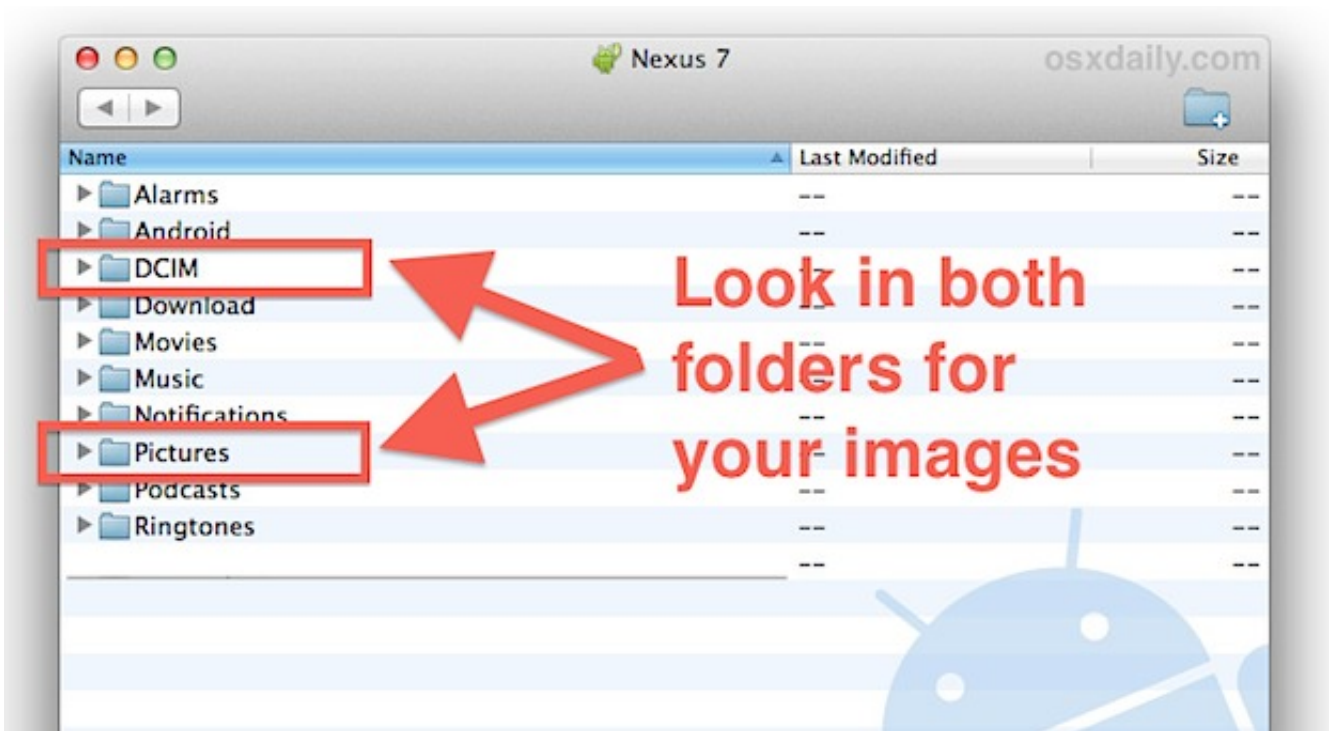 Nexus 7
osxdaily.com
Name Last Modified Size
Alarms -- --
Android -- --
DCIM -- --
Download -- --
Movies -- --
Music -- --
Notifications -- --
Pictures -- --
Podcasts -- --
Ringtones -- --
-- --
Look in both
folders for
your images